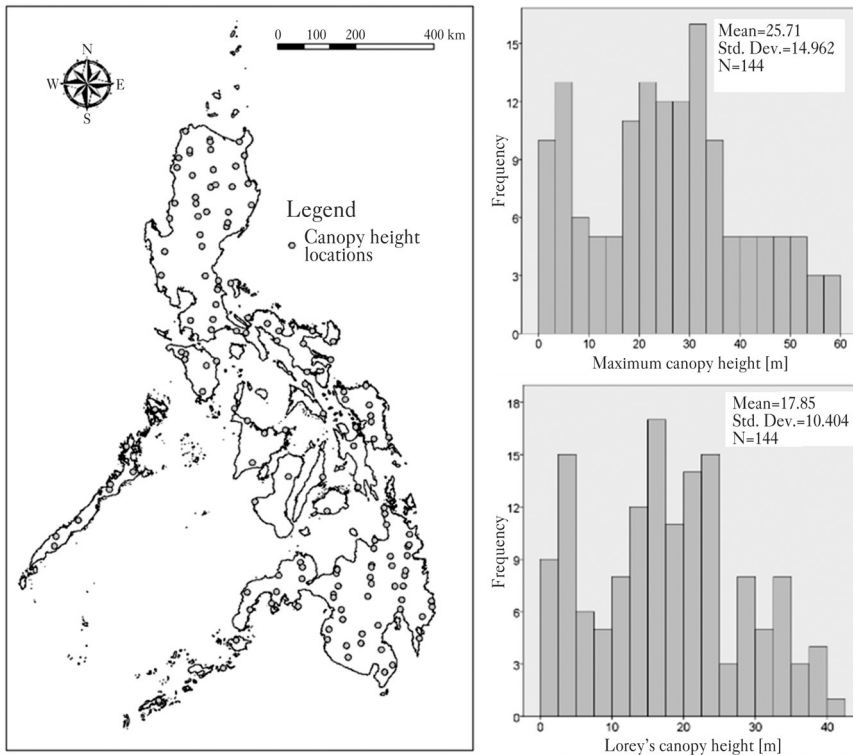 0 100 200 400 km
N
W E
S
Legend
Canopy height
locations
Mean=25.71
Std. Dev.=14.962
N=144
Frequency
15
12
9
6
3
0
0 10 20 30 40 50 60
Maximum canopy height [m]
Mean=17.85
Std. Dev.=10.404
N=144
Frequency
18
15
12
9
6
3
0
0 10 20 30 40
Lorey's canopy height [m]